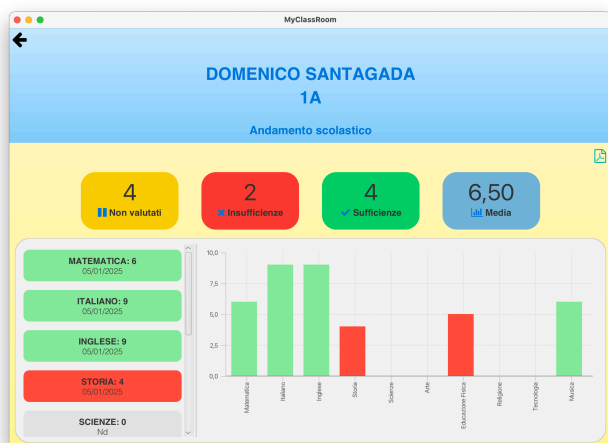 MyClassRoom
DOMENICO SANTAGADA
1A
Andamento scolastico
4
Non valutati
2
Insufficienze
4
Sufficienze
6,50
Media
MATEMATICA: 6
05/01/2025
ITALIANO: 9
05/01/2025
INGLESE: 9
05/01/2025
STORIA: 4
05/01/2025
SCIENZE: 0
Nd
10,0
7,5
5,0
2,5
0,0
Matematica
Italiano
Inglese
Storia
Scienze
Arte
Educazione Fisica
Religione
Tecnologia
Musica